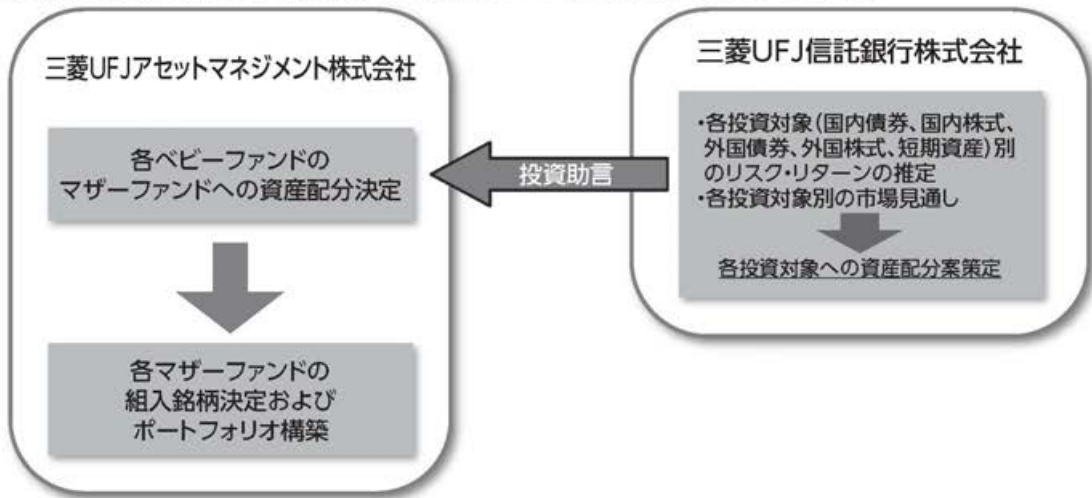 三菱UFJアセットマネジメント株式会社
各ベビーファンドの
マザーファンドへの資産配分決定
各マザーファンドの
組入銘柄決定および
ポートフォリオ構築
投資助言
三菱UFJ信託銀行株式会社
・各投資対象(国内債券、国内株式、
外国債券、外国株式、短期資産)別
のリスク・リターンの推定
・各投資対象別の市場見通し
各投資対象への資産配分案策定